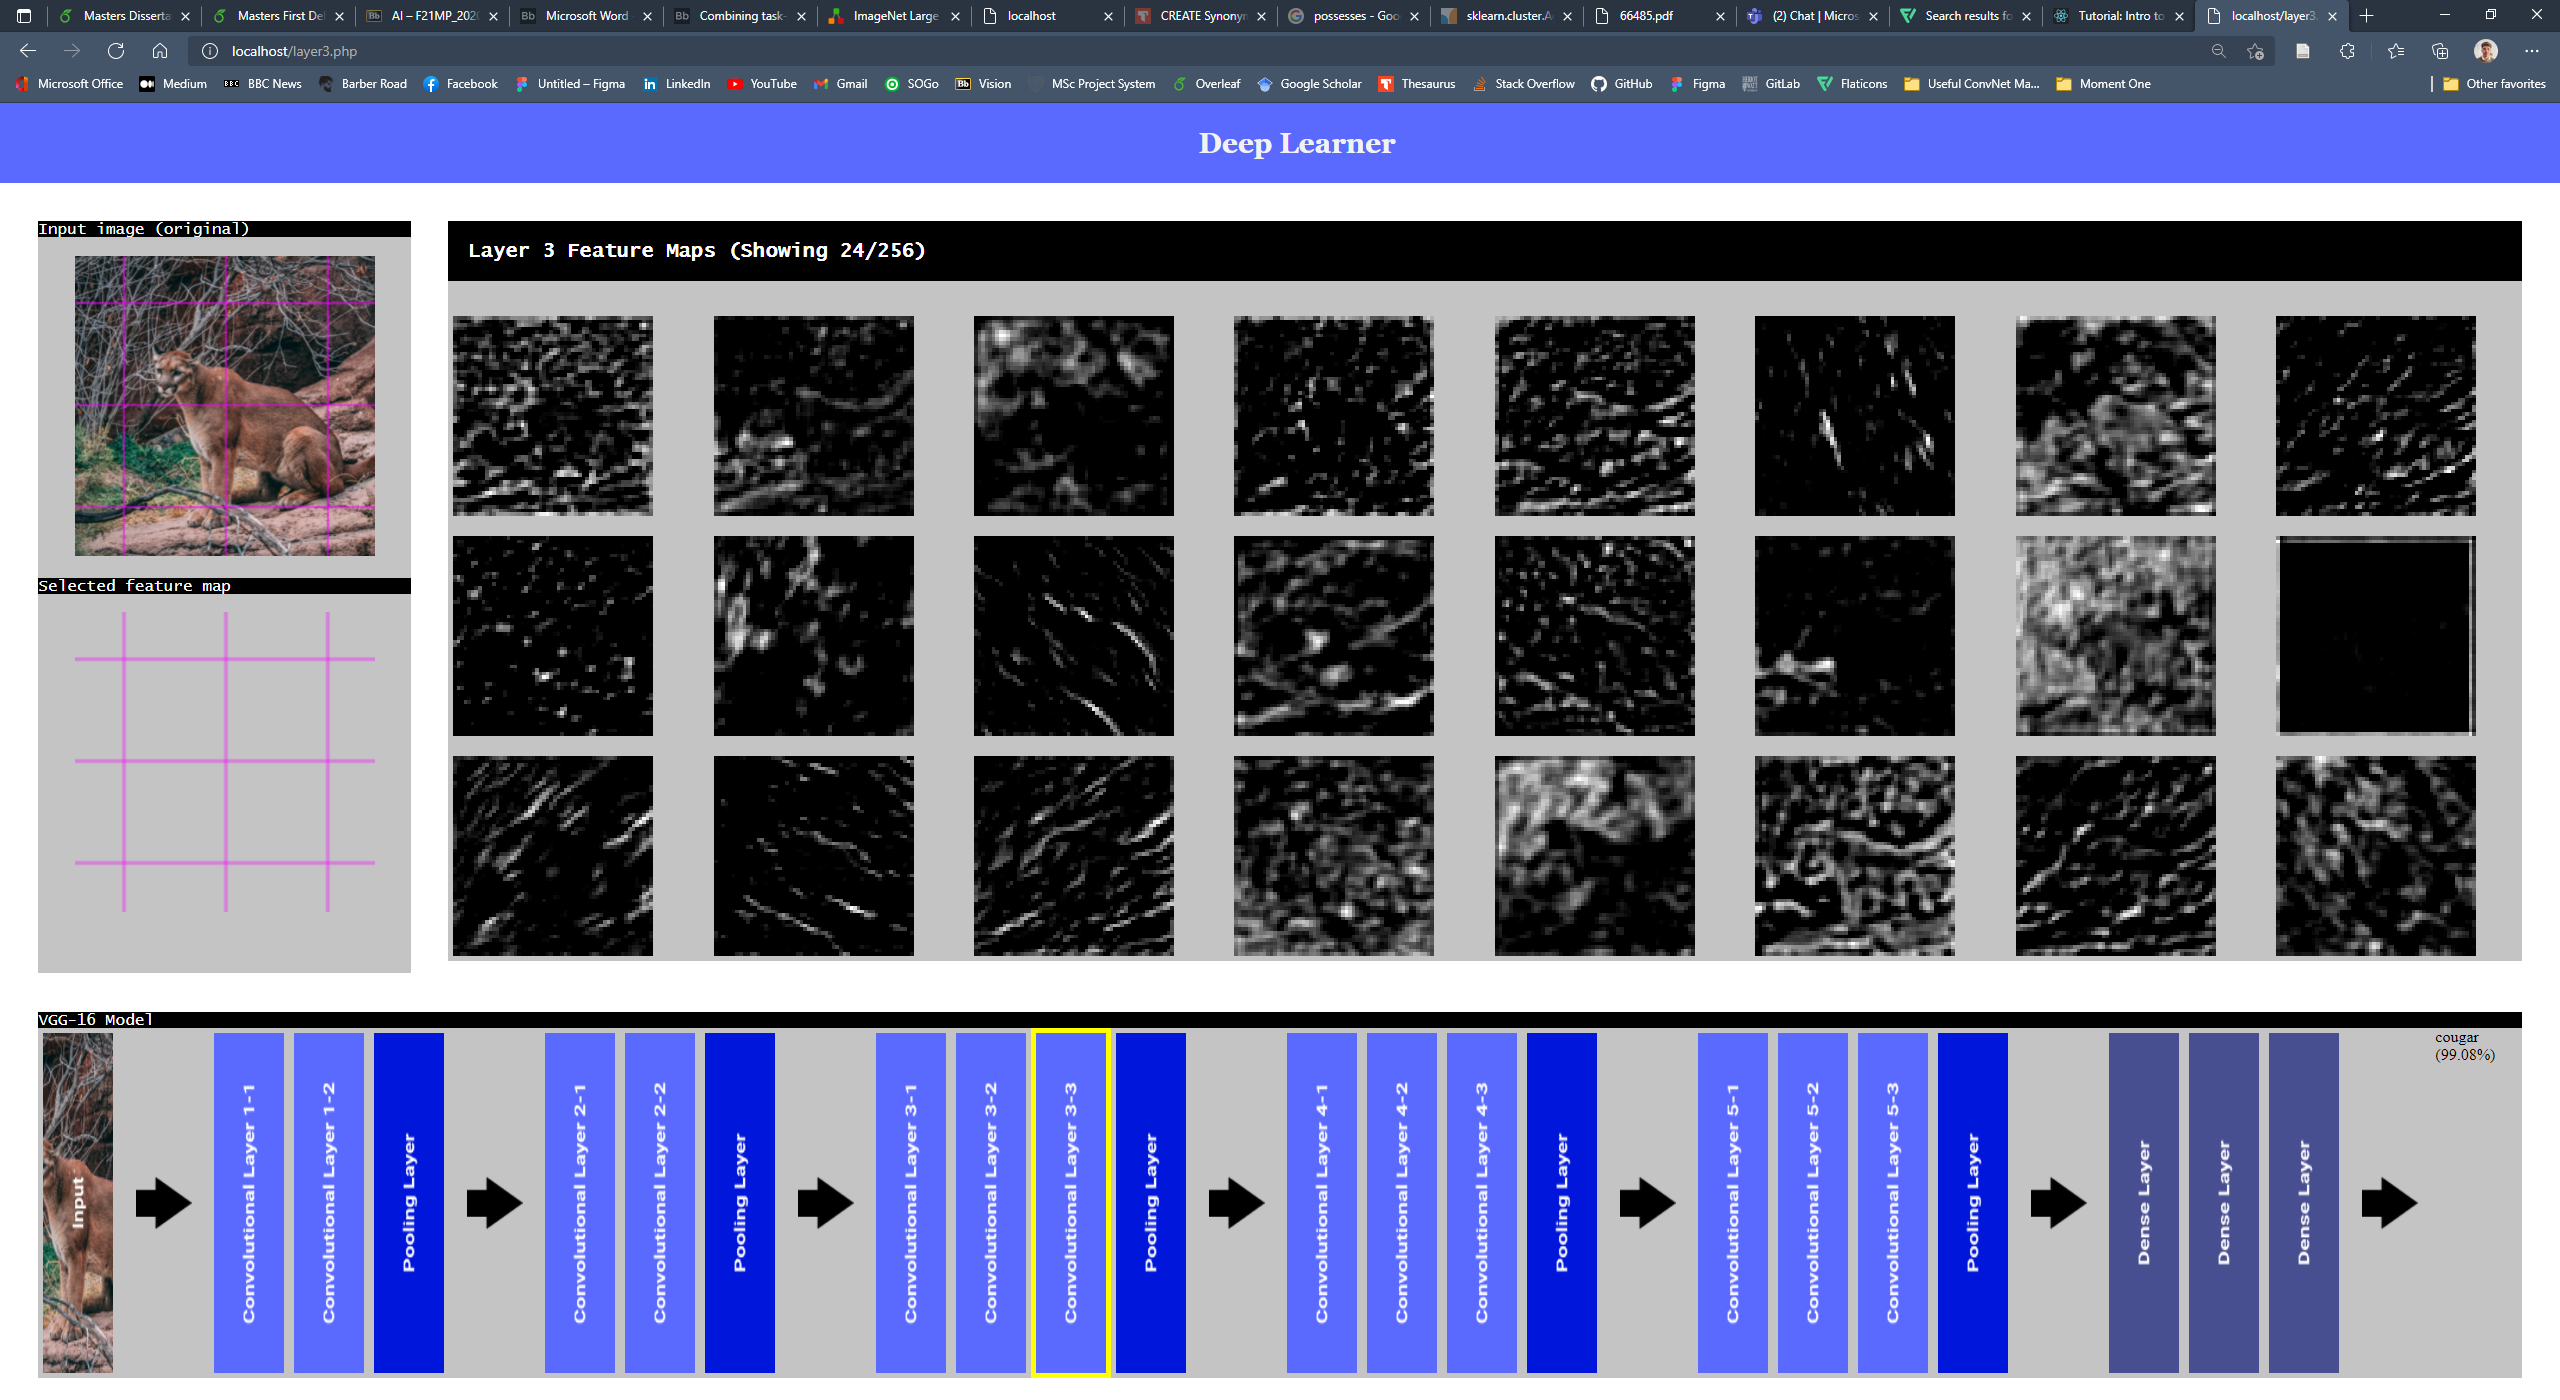 Masters Disserta
Masters First Del
AI – F21MP_202
Microsoft Word
Combining task-
ImageNet Large
localhost
CREATE Synonym
possesses - Goo
sklearn.cluster.A
66485.pdf
(2) Chat | Micros
Search results fo
Tutorial: Intro to
localhost/layer3.
localhost/layer3.php
Microsoft Office
Medium
BBC News
Barber Road
Facebook
Untitled – Figma
LinkedIn
YouTube
Gmail
SOGo
Vision
MSc Project System
Overleaf
Google Scholar
Thesaurus
Stack Overflow
GitHub
Figma
GitLab
Flaticons
Useful ConvNet Ma...
Moment One
Other favorites
Deep Learner
Input image (original)
Layer 3 Feature Maps (Showing 24/256)
Selected feature map
VGG-16 Model
Input
Convolutional Layer 1-1
Convolutional Layer 1-2
Pooling Layer
Convolutional Layer 2-1
Convolutional Layer 2-2
Pooling Layer
Convolutional Layer 3-1
Convolutional Layer 3-2
Convolutional Layer 3-3
Pooling Layer
Convolutional Layer 4-1
Convolutional Layer 4-2
Convolutional Layer 4-3
Pooling Layer
Convolutional Layer 5-1
Convolutional Layer 5-2
Convolutional Layer 5-3
Pooling Layer
Dense Layer
Dense Layer
Dense Layer
cougar
(99.08%)